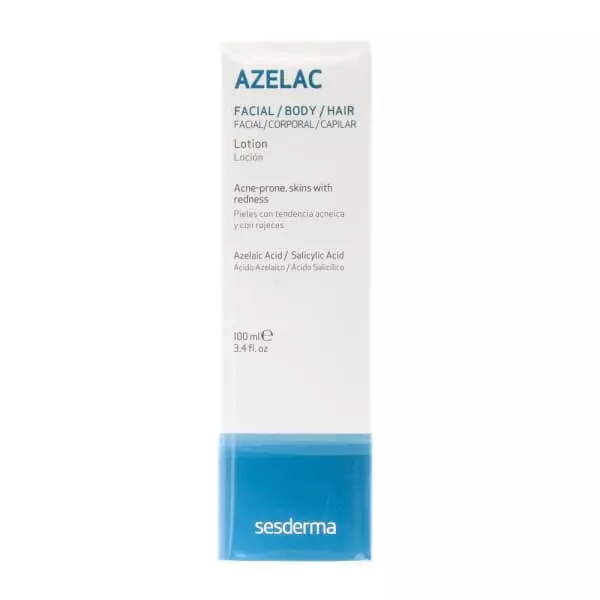 AZELAC
FACIAL / BODY / HAIR
FACIAL / CORPORAL / CAPILAR
Lotion
Loción
Acne-prone, skins with
redness
Pieles con tendencia acneica
y con rojeces
Azelaic Acid / Salicylic Acid
Ácido Azelaico / Ácido Salicílico
100 ml ℮
3.4 fl. oz
sesderma